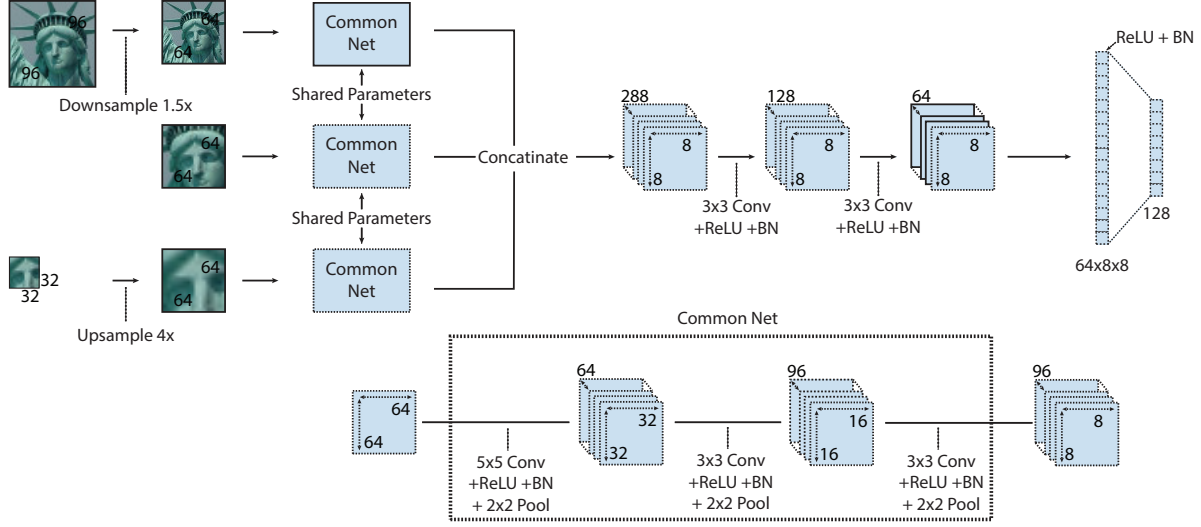 96
96
Downsample 1.5x
64
64
Common
Net
Shared Parameters
64
64
Common
Net
Shared Parameters
32
32
Upsample 4x
64
64
Common
Net
Concatinate
288
8
8
3x3 Conv
+ReLU +BN
128
8
8
3x3 Conv
+ReLU +BN
64
8
8
ReLU + BN
64x8x8
128
Common Net
64
64
5x5 Conv
+ReLU +BN
+ 2x2 Pool
64
32
32
3x3 Conv
+ReLU +BN
+ 2x2 Pool
96
16
16
3x3 Conv
+ReLU +BN
+ 2x2 Pool
96
8
8